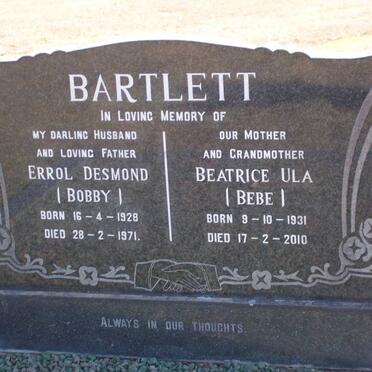 BARTLETT
IN LOVING MEMORY OF
MY DARLING HUSBAND
AND LOVING FATHER
ERROL DESMOND
(BOBBY)
BORN 16-4-1928
DIED 28-2-1971.
OUR MOTHER
AND GRANDMOTHER
BEATRICE ULA
(BEBE)
BORN 9-10-1931
DIED 17-2-2010
ALWAYS IN OUR THOUGHTS